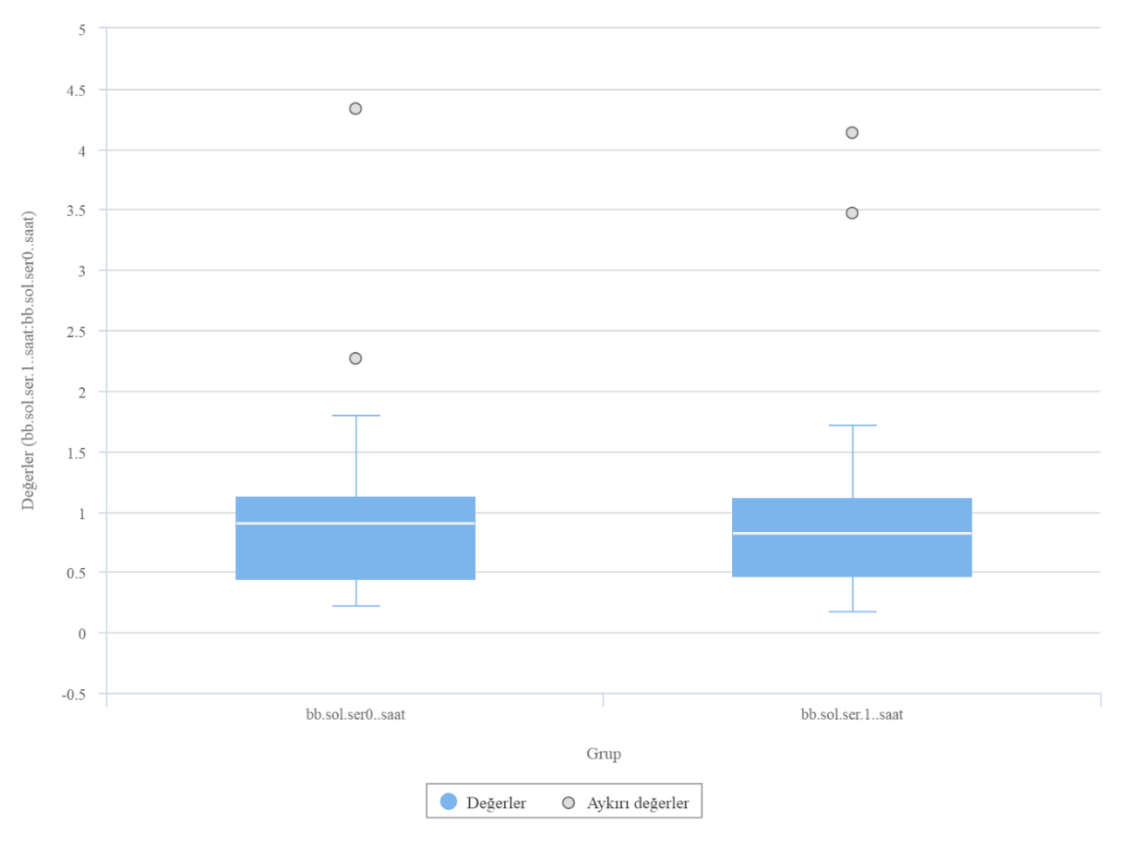 5
4.5
4
3.5
3
2.5
2
1.5
1
0.5
0
-0.5
Değerler (bb.sol.ser.1..saat:bb.sol.ser0..saat)
bb.sol.ser0..saat
bb.sol.ser.1..saat
Grup
Değerler
Aykırı değerler